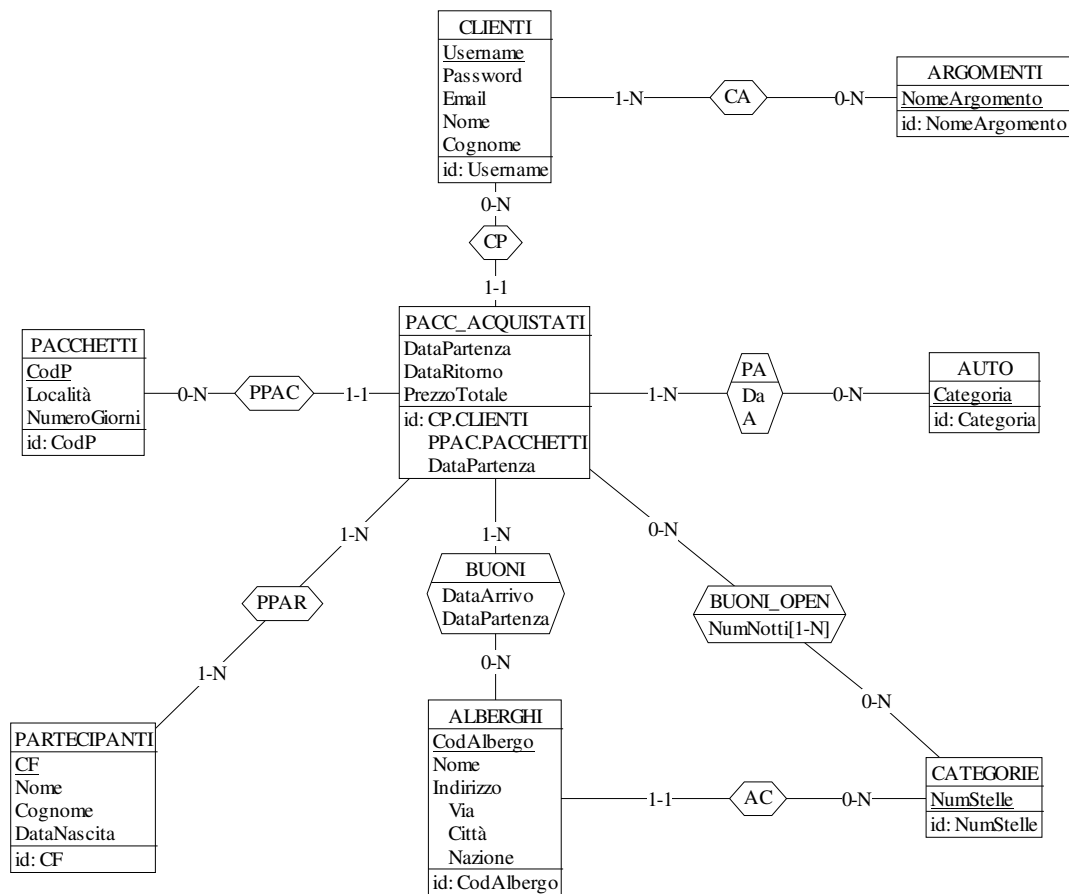 CLIENTI
Username
Password
Email
Nome
Cognome
id: Username
1-N
CA
0-N
ARGOMENTI
NomeArgomento
id: NomeArgomento
0-N
CP
1-1
PACCHETTI
CodP
Località
NumeroGiorni
id: CodP
0-N
PPAC
1-1
PACC_ACQUISTATI
DataPartenza
DataRitorno
PrezzoTotale
id: CP.CLIENTI
PPAC.PACCHETTI
DataPartenza
1-N
PA
Da
A
0-N
AUTO
Categoria
id: Categoria
1-N
PPAR
1-N
1-N
BUONI
DataArrivo
DataPartenza
0-N
0-N
BUONI_OPEN
NumNotti[1-N]
0-N
PARTECIPANTI
CF
Nome
Cognome
DataNascita
id: CF
ALBERGHI
CodAlbergo
Nome
Indirizzo
Via
Città
Nazione
id: CodAlbergo
1-1
AC
0-N
CATEGORIE
NumStelle
id: NumStelle